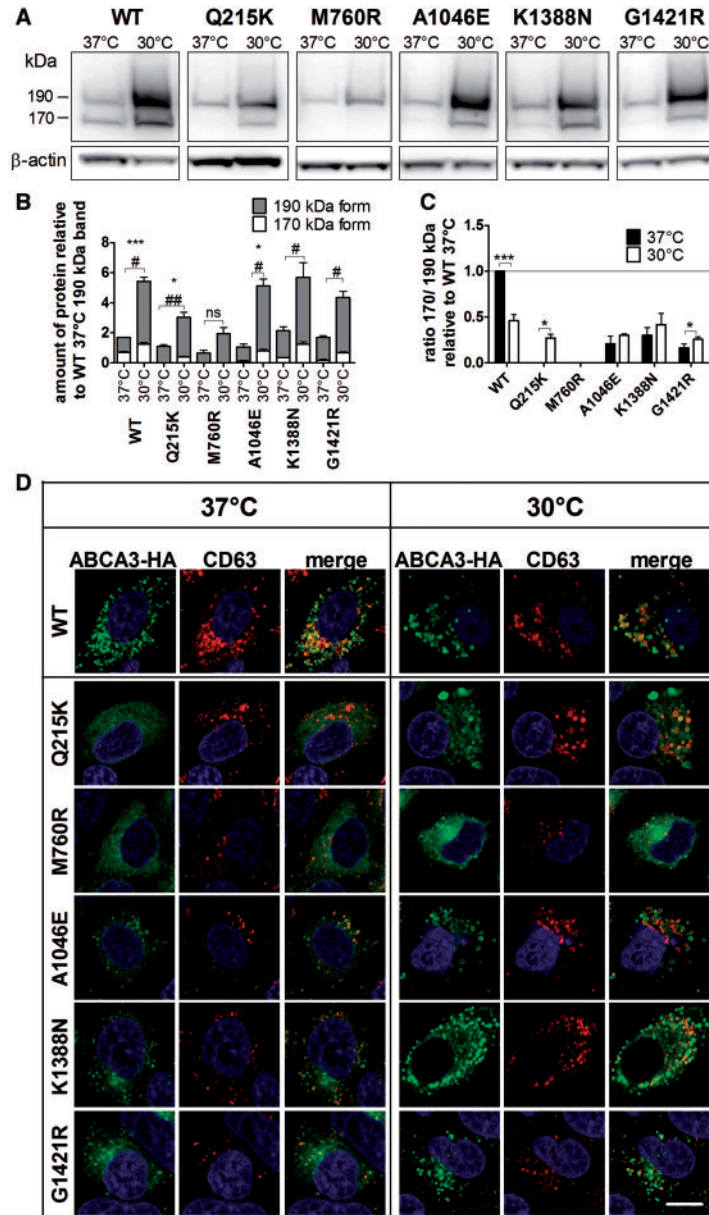 A
WT Q215K M760R A1046E K1388N G1421R
37°C 30°C 37°C 30°C 37°C 30°C 37°C 30°C 37°C 30°C 37°C 30°C
kDa
190
170
β-actin
B
190 kDa form
170 kDa form
amount of protein relative
to WT 37°C 190 kDa band
8
6
4
2
0
***
#
*
##
ns
*
#
#
#
37°C 30°C 37°C 30°C 37°C 30°C 37°C 30°C 37°C 30°C 37°C 30°C
WT Q215K M760R A1046E K1388N G1421R
C
37°C
30°C
ratio 170/ 190 kDa
relative to WT 37°C
1.5
1.0
0.5
0.0
***
*
*
WT Q215K M760R A1046E K1388N G1421R
D
37°C 30°C
ABCA3-HA CD63 merge ABCA3-HA CD63 merge
WT
Q215K
M760R
A1046E
K1388N
G1421R